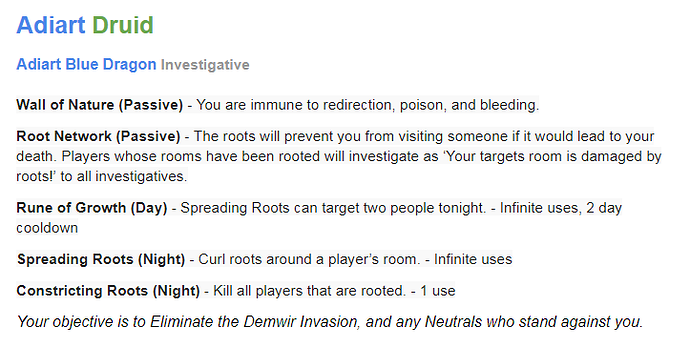 Adiart Druid
Adiart Blue Dragon Investigative
Wall of Nature (Passive) - You are immune to redirection, poison, and bleeding.
Root Network (Passive) - The roots will prevent you from visiting someone if it would lead to your
death. Players whose rooms have been rooted will investigate as ‘Your targets room is damaged by
roots!’ to all investigatives.
Rune of Growth (Day) - Spreading Roots can target two people tonight. - Infinite uses, 2 day
cooldown
Spreading Roots (Night) - Curl roots around a player’s room. - Infinite uses
Constricting Roots (Night) - Kill all players that are rooted. - 1 use
Your objective is to Eliminate the Demwir Invasion, and any Neutrals who stand against you.